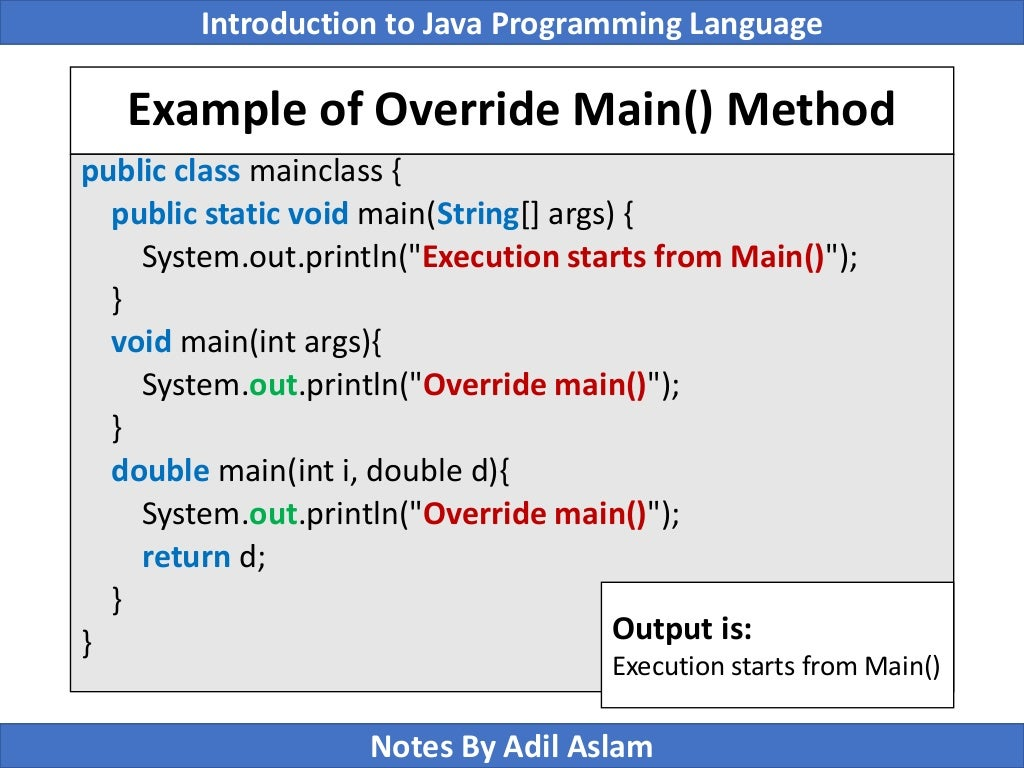 Introduction to Java Programming Language
Example of Override Main() Method
public class mainclass {
public static void main(String[] args) {
System.out.println("Execution starts from Main()");
}
void main(int args){
System.out.println("Override main()");
}
double main(int i, double d){
System.out.println("Override main()");
return d;
}
}
Output is:
Execution starts from Main()
Notes By Adil Aslam